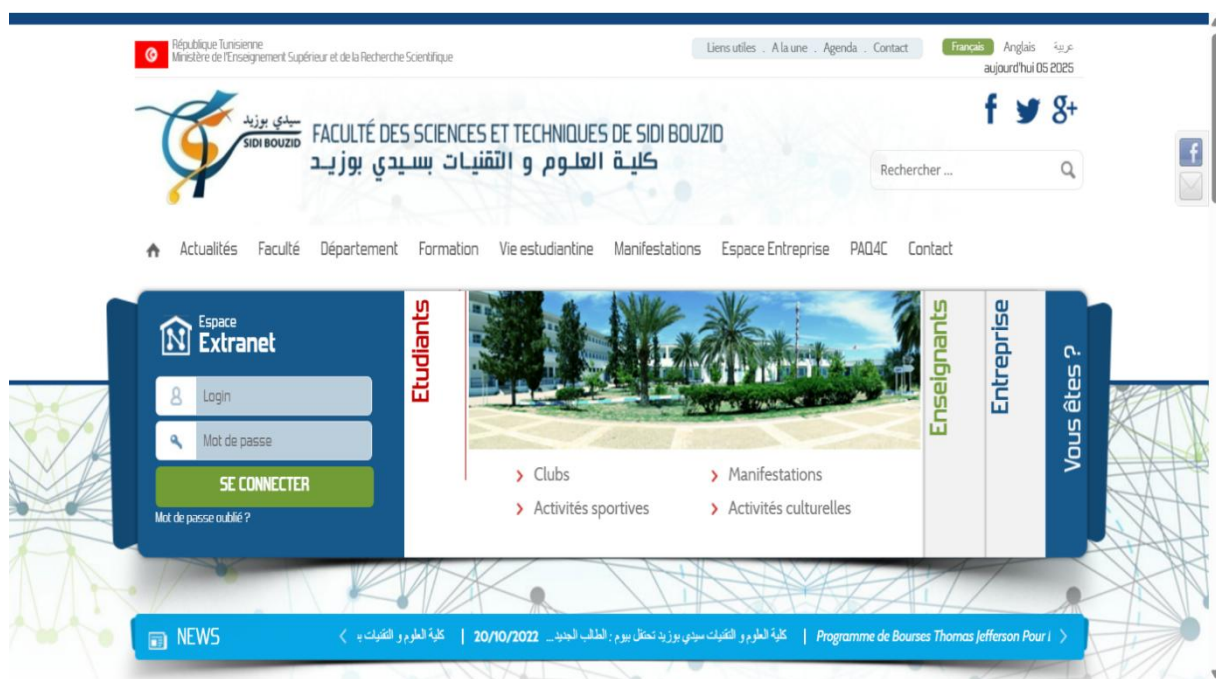 République Tunisienne
Ministère de l'Enseignement Supérieur et de la Recherche Scientifique
Liens utiles . A la une . Agenda . Contact
Français Anglais عربية
aujourd'hui 05 2025
سيدي بوزيد
SIDI BOUZID
FACULTÉ DES SCIENCES ET TECHNIQUES DE SIDI BOUZID
كلية العلوم و التقنيات بسيدي بوزيد
f 8+
Rechercher ...
f
Actualités Faculté Département Formation Vie estudiantine Manifestations Espace Entreprise PAQ4C Contact
Espace
Extranet
Login
Mot de passe
SE CONNECTER
Mot de passe oublié ?
Etudiants
Clubs
Manifestations
Activités sportives
Activités culturelles
Enseignants
Entreprise
Vous êtes ?
NEWS
كلية العلوم و التقنيات ب | 20/10/2022 كلية العلوم و التقنيات سيدي بوزيد تحتفل بيوم : الطالب الجديد... | Programme de Bourses Thomas Jefferson Pour l